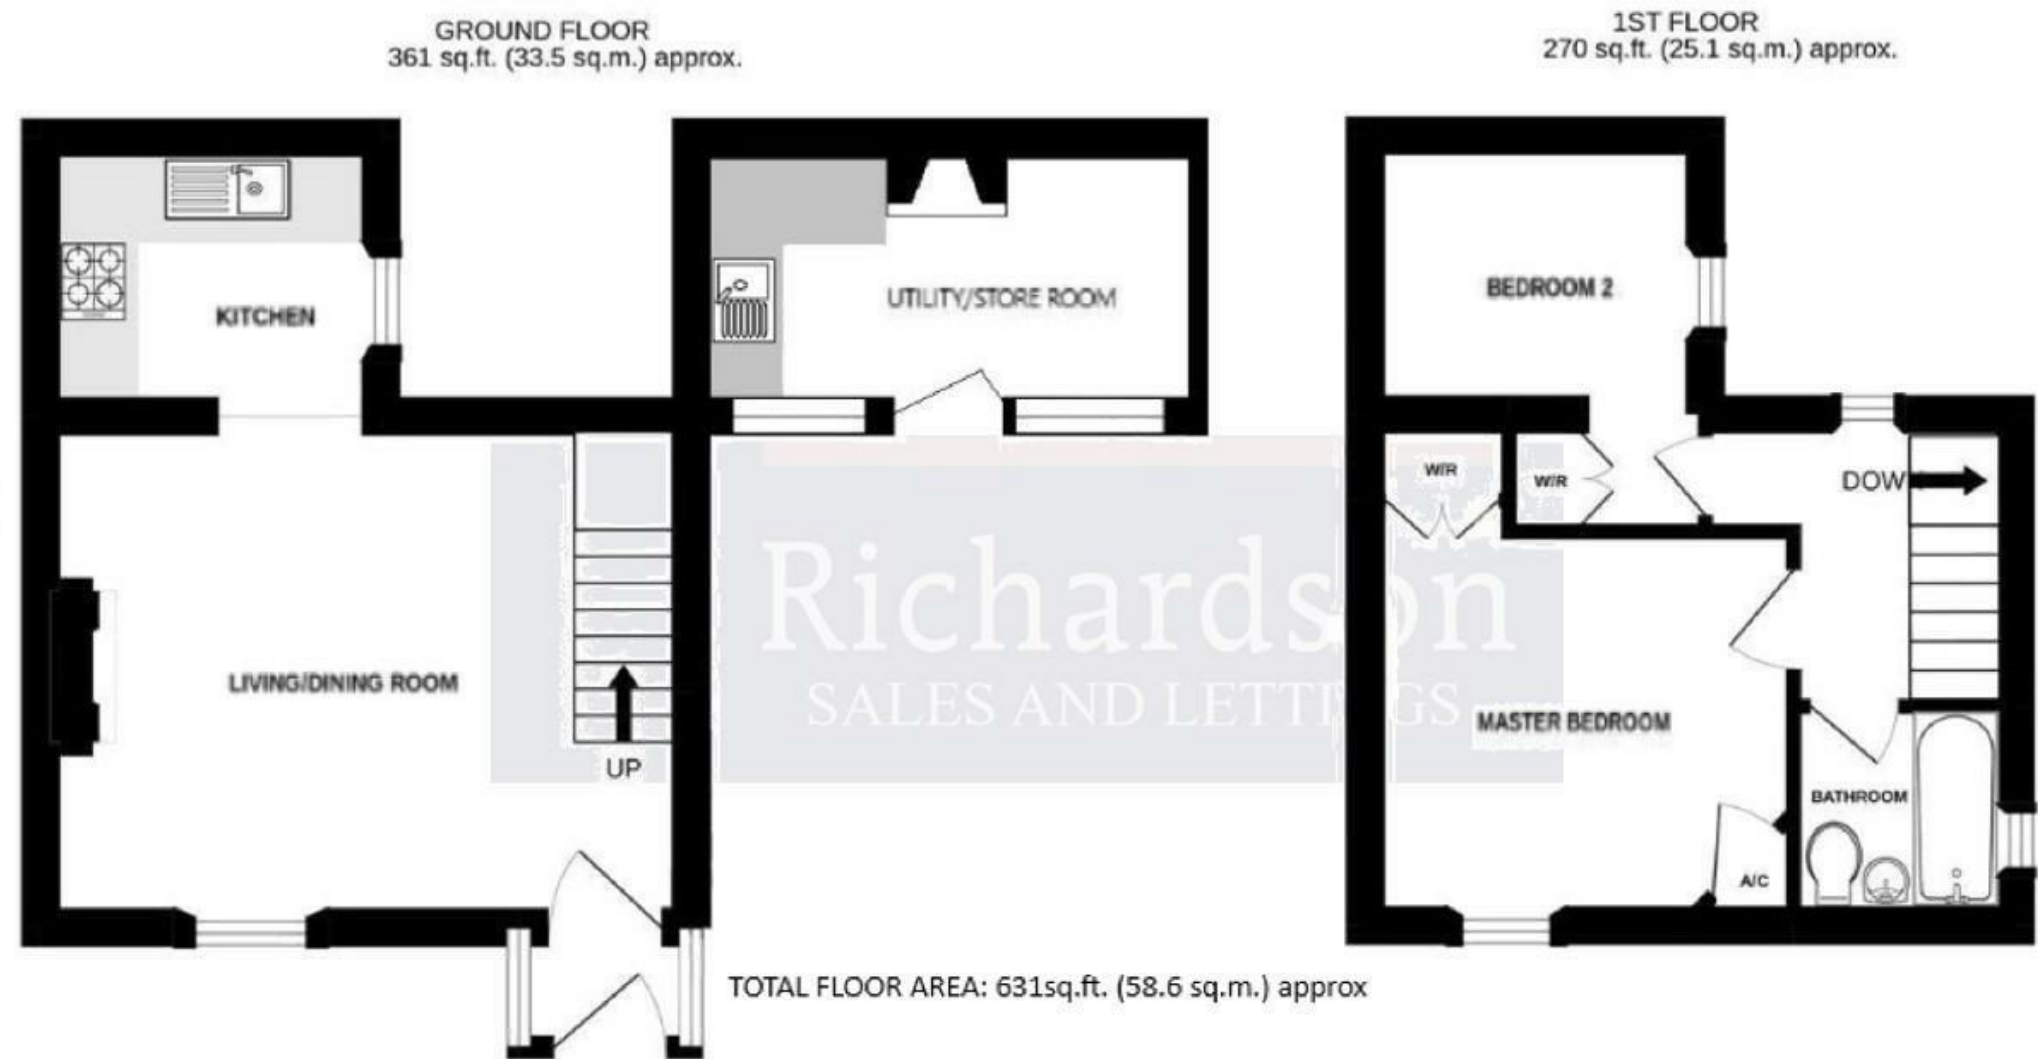 GROUND FLOOR
361 sq.ft. (33.5 sq.m.) approx.
1ST FLOOR
270 sq.ft. (25.1 sq.m.) approx.
KITCHEN
UTILITY/STORE ROOM
BEDROOM 2
W/R
W/R
DOW
Richardson
SALES AND LETTINGS
LIVING/DINING ROOM
UP
MASTER BEDROOM
BATHROOM
A/C
TOTAL FLOOR AREA: 631sq.ft. (58.6 sq.m.) approx